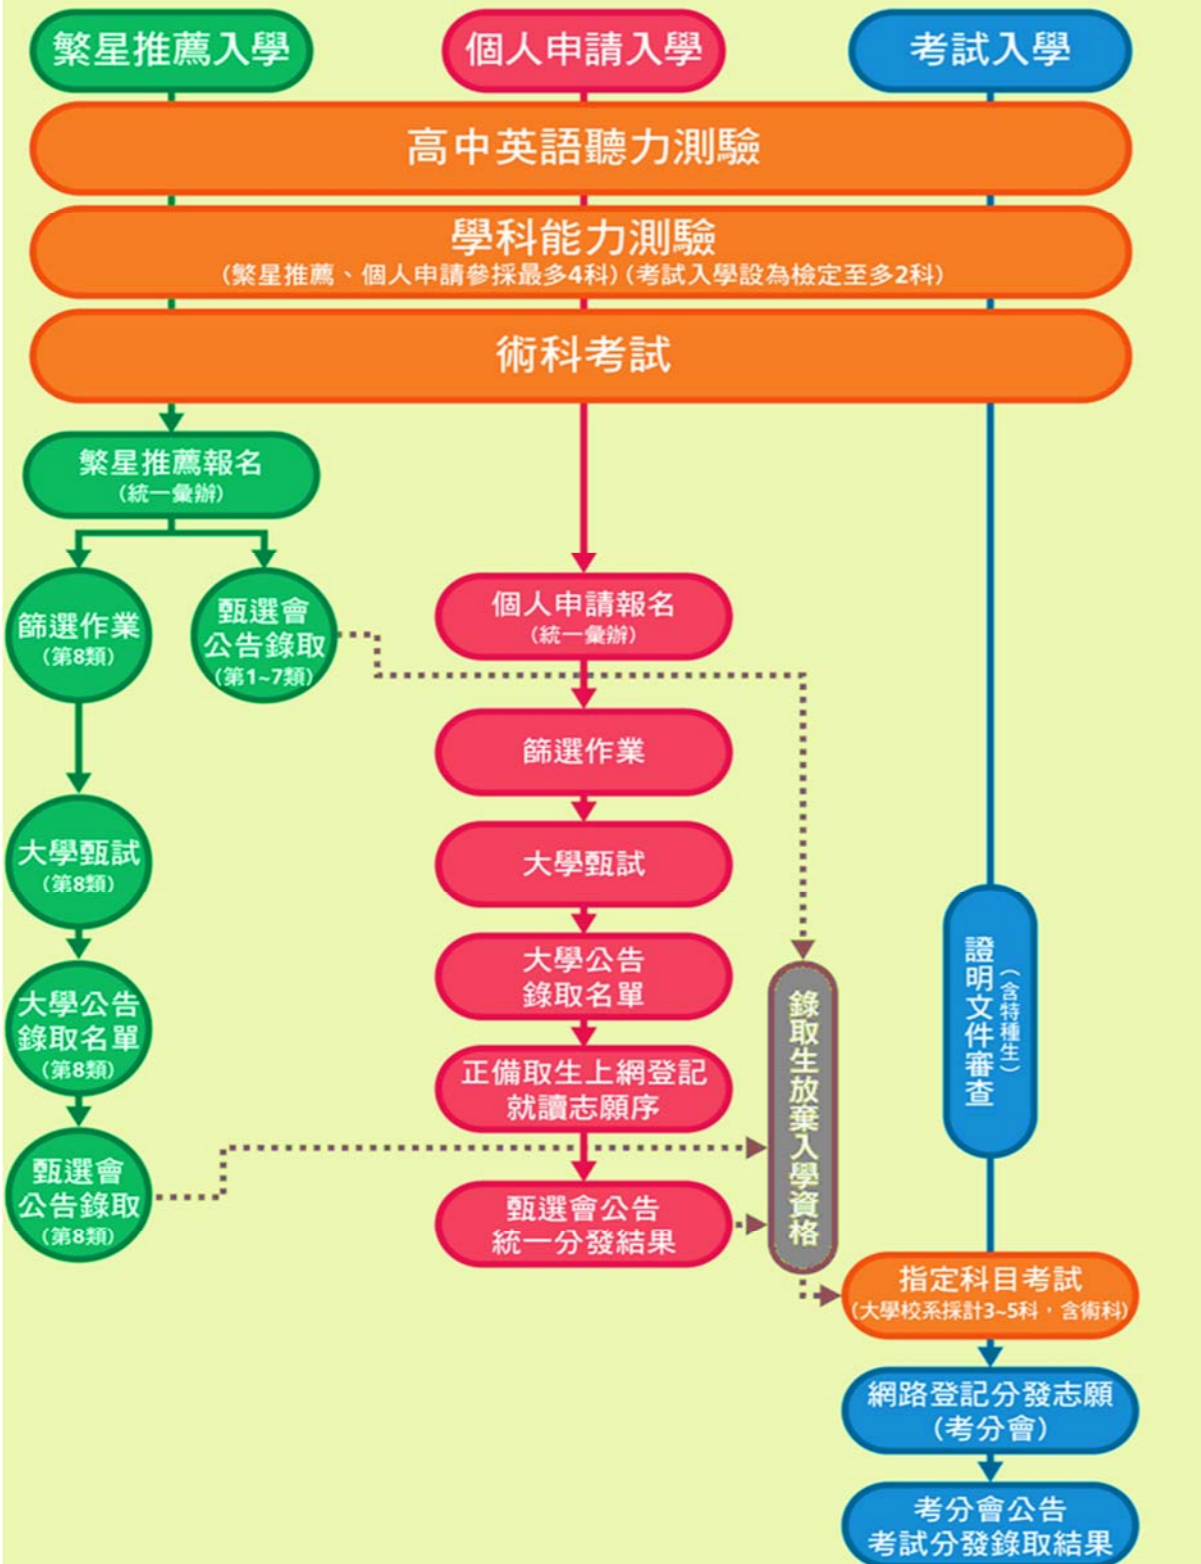 繁星推薦入學
個人申請入學
考試入學
高中英語聽力測驗
學科能力測驗
(繁星推薦、個人申請參採最多4科)(考試入學設為檢定至多2科)
術科考試
繁星推薦報名
(統一彙辦)
篩選作業
(第8類)
甄選會
公告錄取
(第1~7類)
大學甄試
(第8類)
大學公告
錄取名單
(第8類)
甄選會
公告錄取
(第8類)
個人申請報名
(統一彙辦)
篩選作業
大學甄試
大學公告
錄取名單
正備取生上網登記
就讀志願序
甄選會公告
統一分發結果
錄取生放棄入學資格
證明文件審查
(含特種生)
指定科目考試
(大學校系採計3~5科，含術科)
網路登記分發志願
(考分會)
考分會公告
考試分發錄取結果